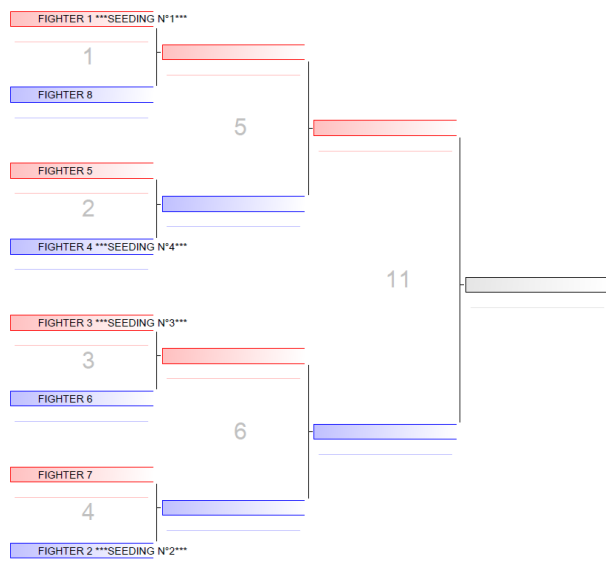 FIGHTER 1 ***SEEDING N°1***
1
FIGHTER 8
5
FIGHTER 5
2
FIGHTER 4 ***SEEDING N°4***
11
FIGHTER 3 ***SEEDING N°3***
3
FIGHTER 6
6
FIGHTER 7
4
FIGHTER 2 ***SEEDING N°2***